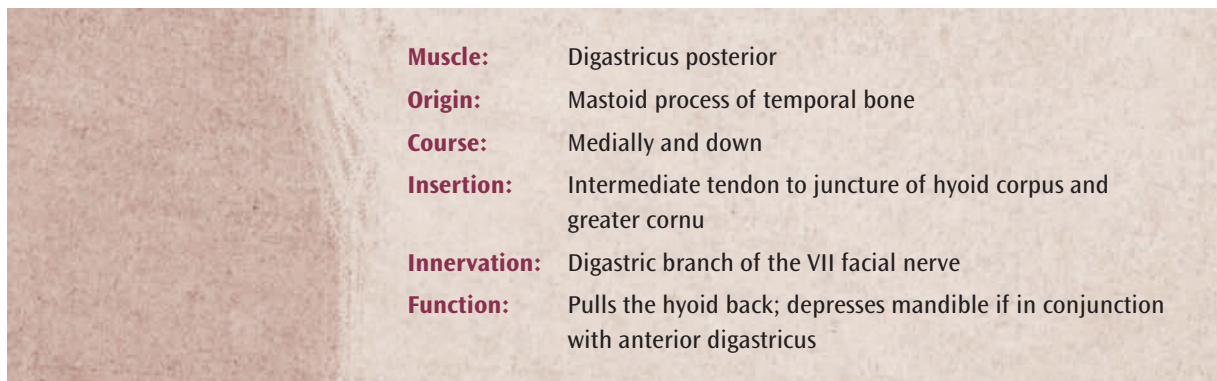 Muscle: Digastricus posterior
Origin: Mastoid process of temporal bone
Course: Medially and down
Insertion: Intermediate tendon to juncture of hyoid corpus and
greater cornu
Innervation: Digastric branch of the VII facial nerve
Function: Pulls the hyoid back; depresses mandible if in conjunction
with anterior digastricus